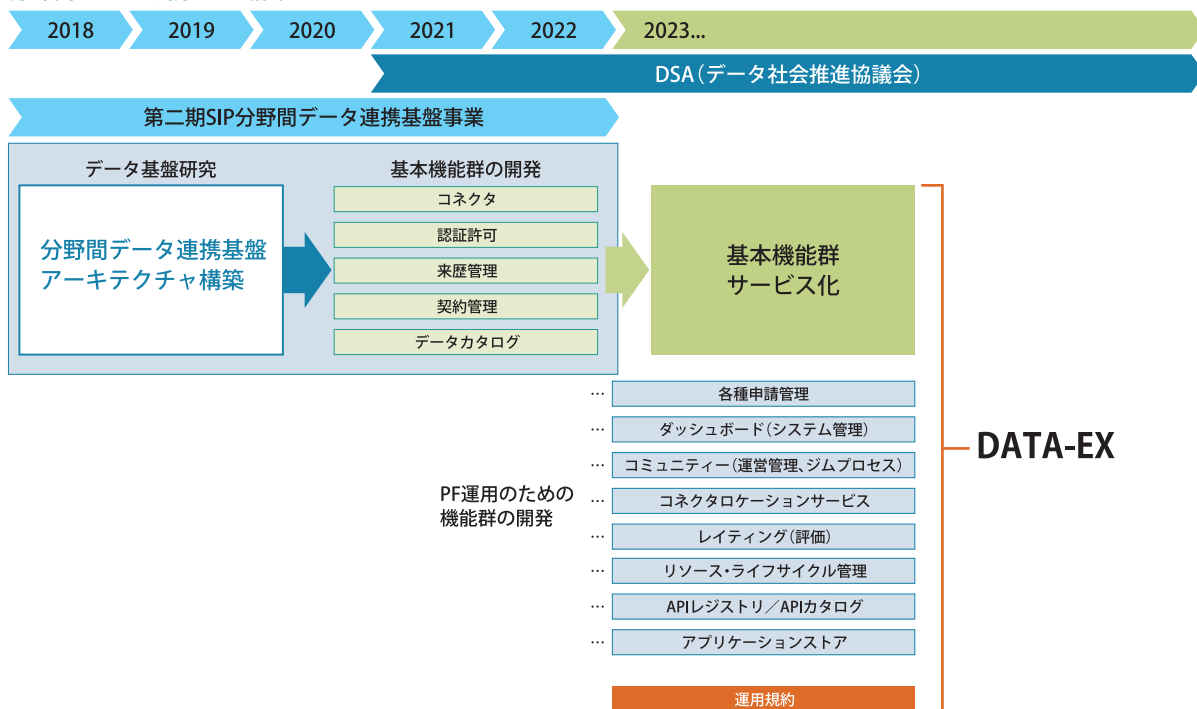 2018
2019
2020
2021
2022
2023...
DSA（データ社会推進協議会）
第二期SIP分野間データ連携基盤事業
データ基盤研究
基本機能群の開発
分野間データ連携基盤
アーキテクチャ構築
コネクタ
認証許可
来歴管理
契約管理
データカタログ
基本機能群
サービス化
PF運用のための
機能群の開発
… 各種申請管理
… ダッシュボード（システム管理）
… コミュニティー（運営管理、ジムプロセス）
… コネクタロケーションサービス
… レイティング（評価）
… リソース・ライフサイクル管理
… APIレジストリ／APIカタログ
… アプリケーションストア
運用規約
DATA-EX